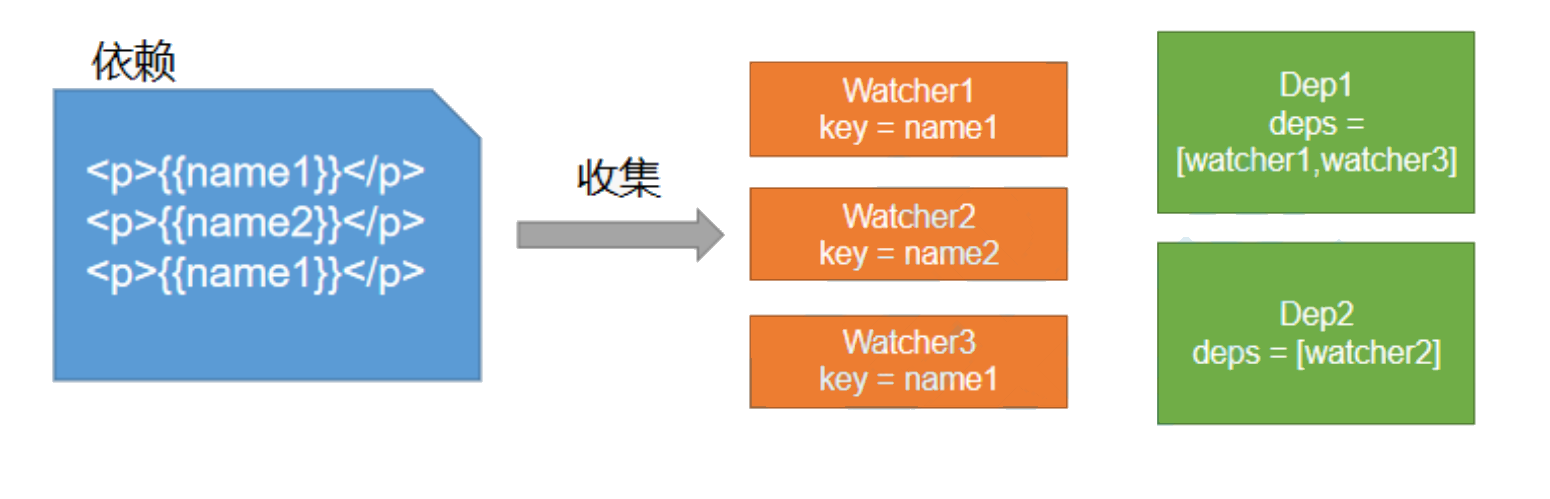 依赖
<p>{{name1}}</p>
<p>{{name2}}</p>
<p>{{name1}}</p>
收集
Watcher1
key = name1
Watcher2
key = name2
Watcher3
key = name1
Dep1
deps =
[watcher1,watcher3]
Dep2
deps = [watcher2]